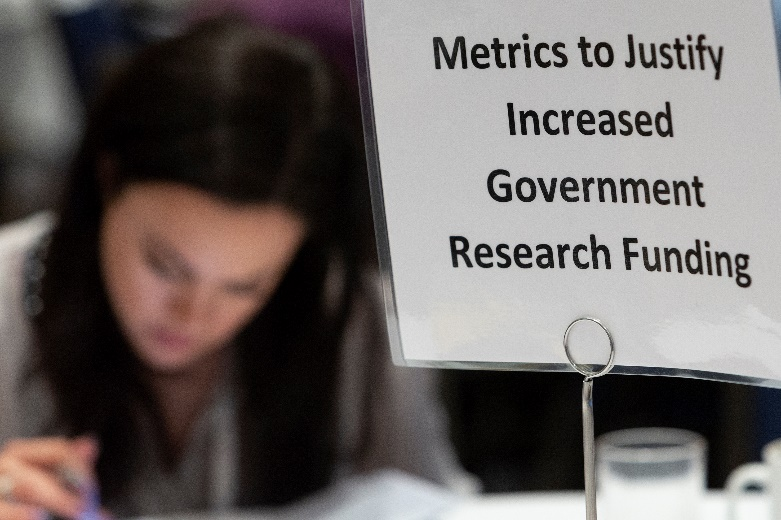 Metrics to Justify
Increased
Government
Research Funding